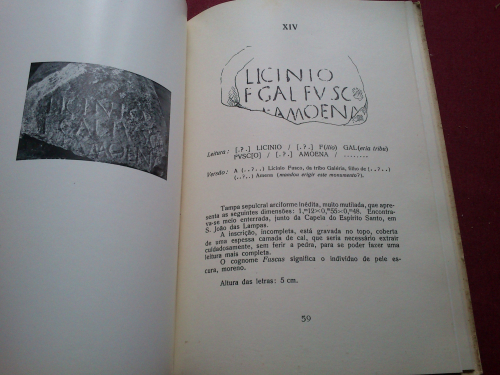 XIV
LICINIO
F GAL FVSC
AMOENA
Leitura: [.?.] LICINIO / [.?.] F(ilio) GAL(eria tribu)
FVSC[O] / [.?.] AMOENA / ........
Versão: A (..?..) Licínio Fusco, da tribo Galéria, filho de (..?..)
(..?..) Amena (mandou erigir este monumento?).
Tampa sepulcral arciforme inédita, muito mutilada, que apre-
senta as seguintes dimensões: 1,m12×0,m55×0,m48. Encontra-
va-se meio enterrada, junto da Capela do Espírito Santo, em
S. João das Lampas.
A inscrição, incompleta, está gravada no topo, coberta
de uma espessa camada de cal, que seria necessário extrair
cuidadosamente, sem ferir a pedra, para se poder fazer uma
leitura mais completa.
O cognome Fuscus significa o indivíduo de pele es-
cura, moreno.
Altura das letras: 5 cm.
59